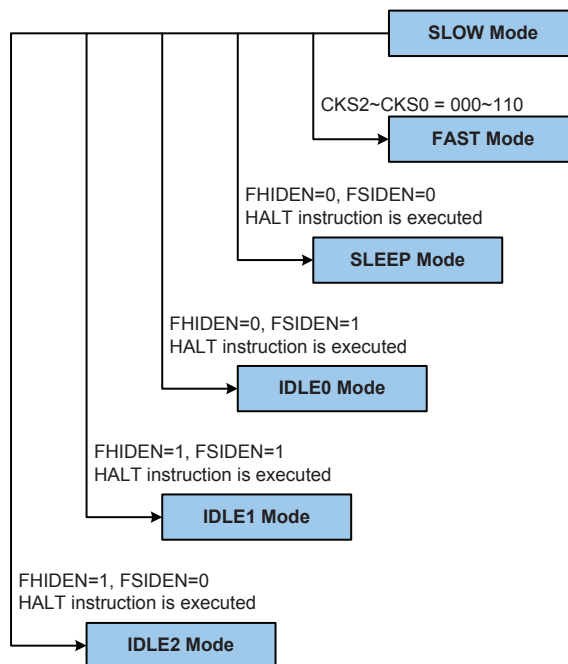 SLOW Mode
CKS2~CKS0 = 000~110
FAST Mode
FHIDEN=0, FSIDEN=0
HALT instruction is executed
SLEEP Mode
FHIDEN=0, FSIDEN=1
HALT instruction is executed
IDLE0 Mode
FHIDEN=1, FSIDEN=1
HALT instruction is executed
IDLE1 Mode
FHIDEN=1, FSIDEN=0
HALT instruction is executed
IDLE2 Mode